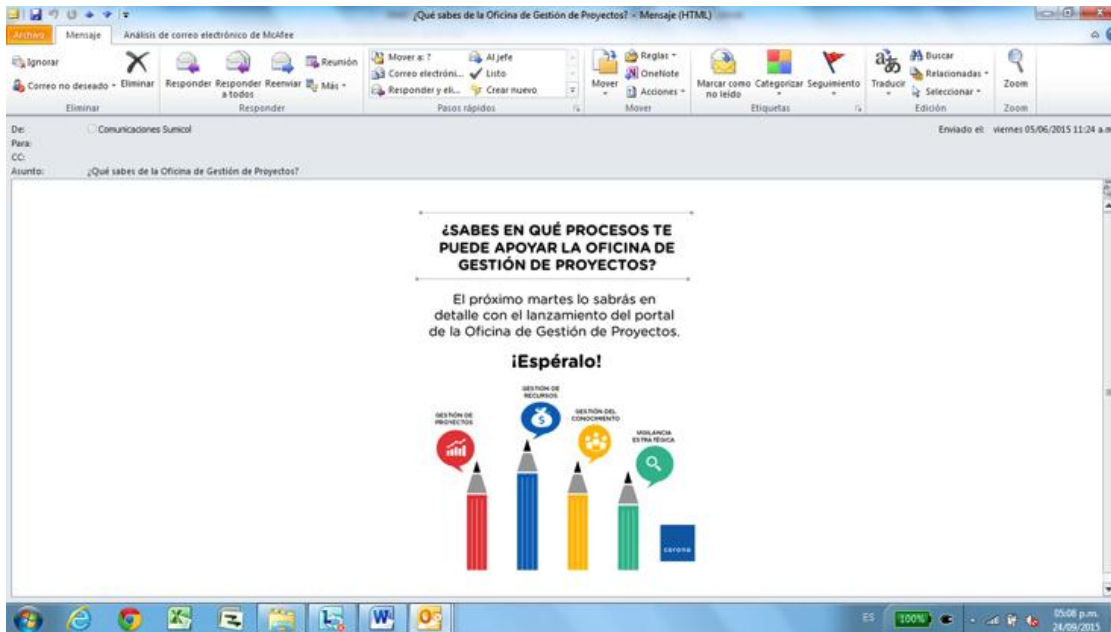 ¿Qué sabes de la Oficina de Gestión de Proyectos? - Mensaje (HTML)
Archivo Mensaje Análisis de correo electrónico de McAfee
Ignorar
Correo no deseado
Eliminar
Responder
Responder a todos
Reenviar
Reunión
Más
Mover a: ?
Correo electróni...
Responder y eli...
Al jefe
Listo
Crear nuevo
Mover
Reglas
OneNote
Acciones
Marcar como no leído
Categorizar
Seguimiento
Traducir
Buscar
Relacionadas
Seleccionar
Zoom
Eliminar Responder Pasos rápidos Mover Etiquetas Edición Zoom
De: Comunicaciones Sumicol
Enviado el: viernes 05/06/2015 11:24 a.m
Para:
CC:
Asunto: ¿Qué sabes de la Oficina de Gestión de Proyectos?
¿SABES EN QUÉ PROCESOS TE
PUEDE APOYAR LA OFICINA DE
GESTIÓN DE PROYECTOS?
El próximo martes lo sabrás en
detalle con el lanzamiento del portal
de la Oficina de Gestión de Proyectos.
¡Espéralo!
GESTIÓN DE
PROYECTOS
GESTIÓN DE
RECURSOS
GESTIÓN DEL
CONOCIMIENTO
VIGILANCIA
ESTRATÉGICA
corona
ES
100%
05:08 p.m.
24/09/2015